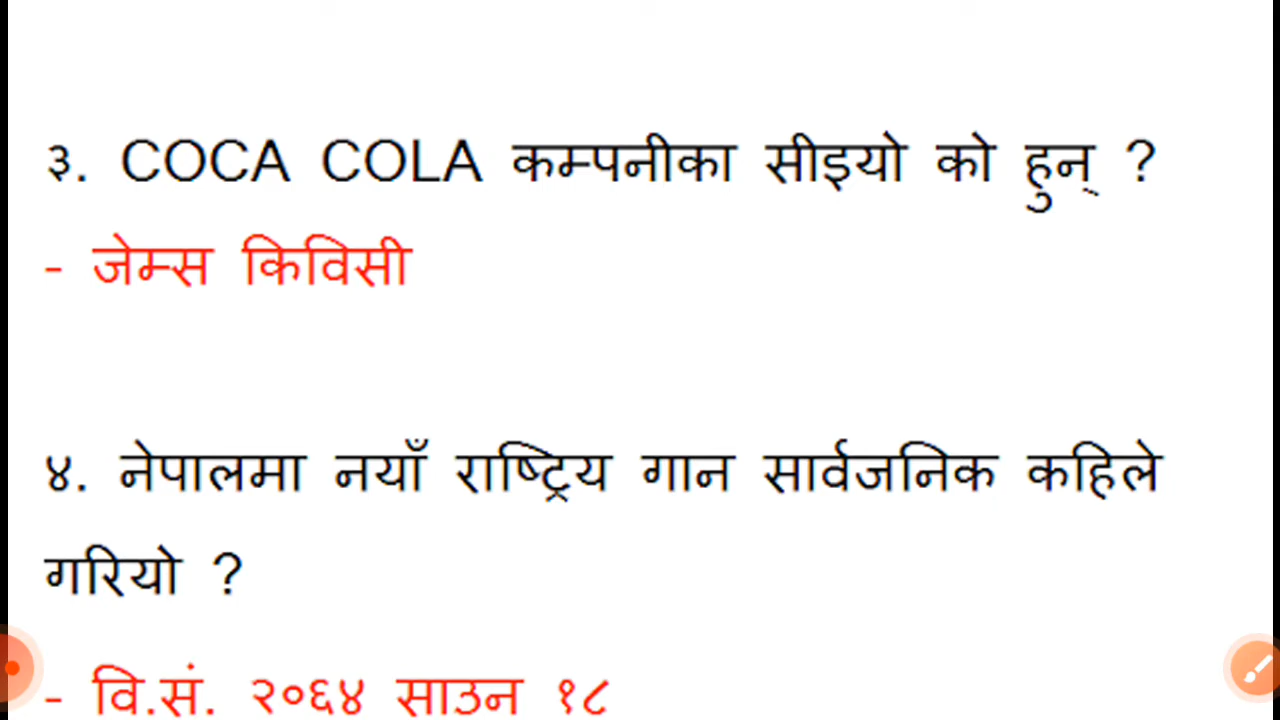 ३. COCA COLA कम्पनीका सीइयो को हुन् ?
- जेम्स किविसी
४. नेपालमा नयाँ राष्ट्रिय गान सार्वजनिक कहिले
गरियो ?
- वि.सं. २०६४ साउन १८